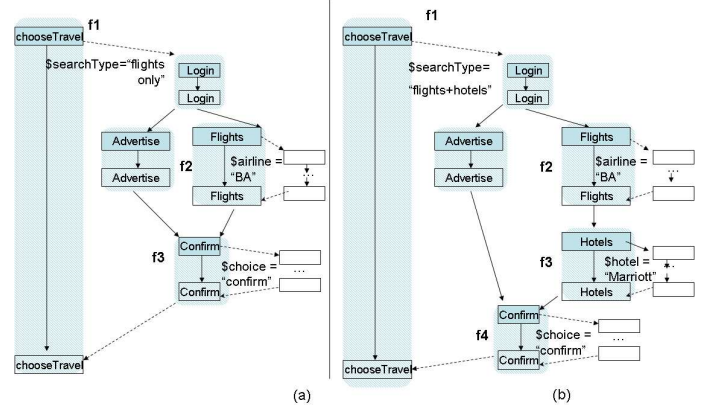 f1
chooseTravel
$searchType="flights
only"
Login
Login
Advertise
Flights
f2
$airline =
"BA"
...
Advertise
Flights
f3
Confirm
$choice =
"confirm"
...
Confirm
chooseTravel
(a)
f1
chooseTravel
$searchType=
"flights+hotels"
Login
Login
Advertise
Flights
f2
$airline =
"BA"
...
Advertise
Flights
Hotels
f3
$hotel =
"Marriott"
Hotels
Confirm
f4
$choice =
"confirm"
...
Confirm
chooseTravel
(b)